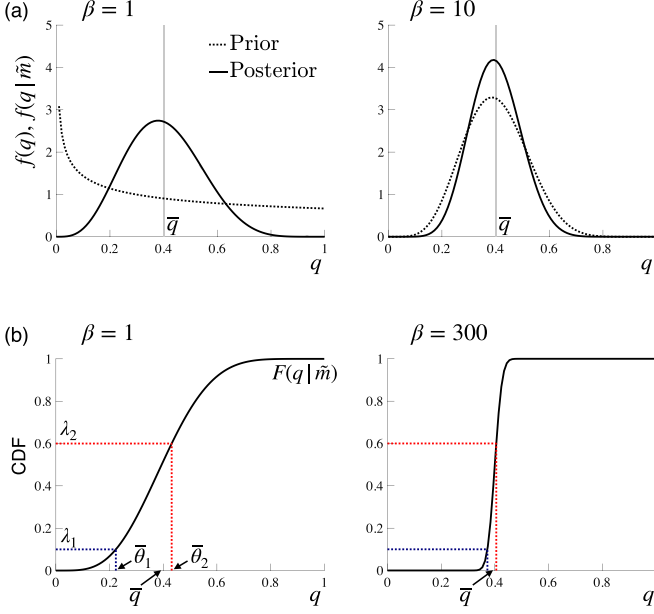 (a)
β = 1
β = 10
f(q), f(q | m̃)
5
4
3
2
1
0
Prior
Posterior
q̅
0 0.2 0.4 0.6 0.8 1
q
5
4
3
2
1
0
q̅
0 0.2 0.4 0.6 0.8
q
(b)
β = 1
β = 300
CDF
1
0.8
0.6
0.4
0.2
0
F(q | m̃)
λ₂
λ₁
θ̅₁
θ̅₂
0 0.2 0.4 0.6 0.8 1
q̅
q
1
0.8
0.6
0.4
0.2
0
0 0.2 0.4 0.6 0.8
q̅
q